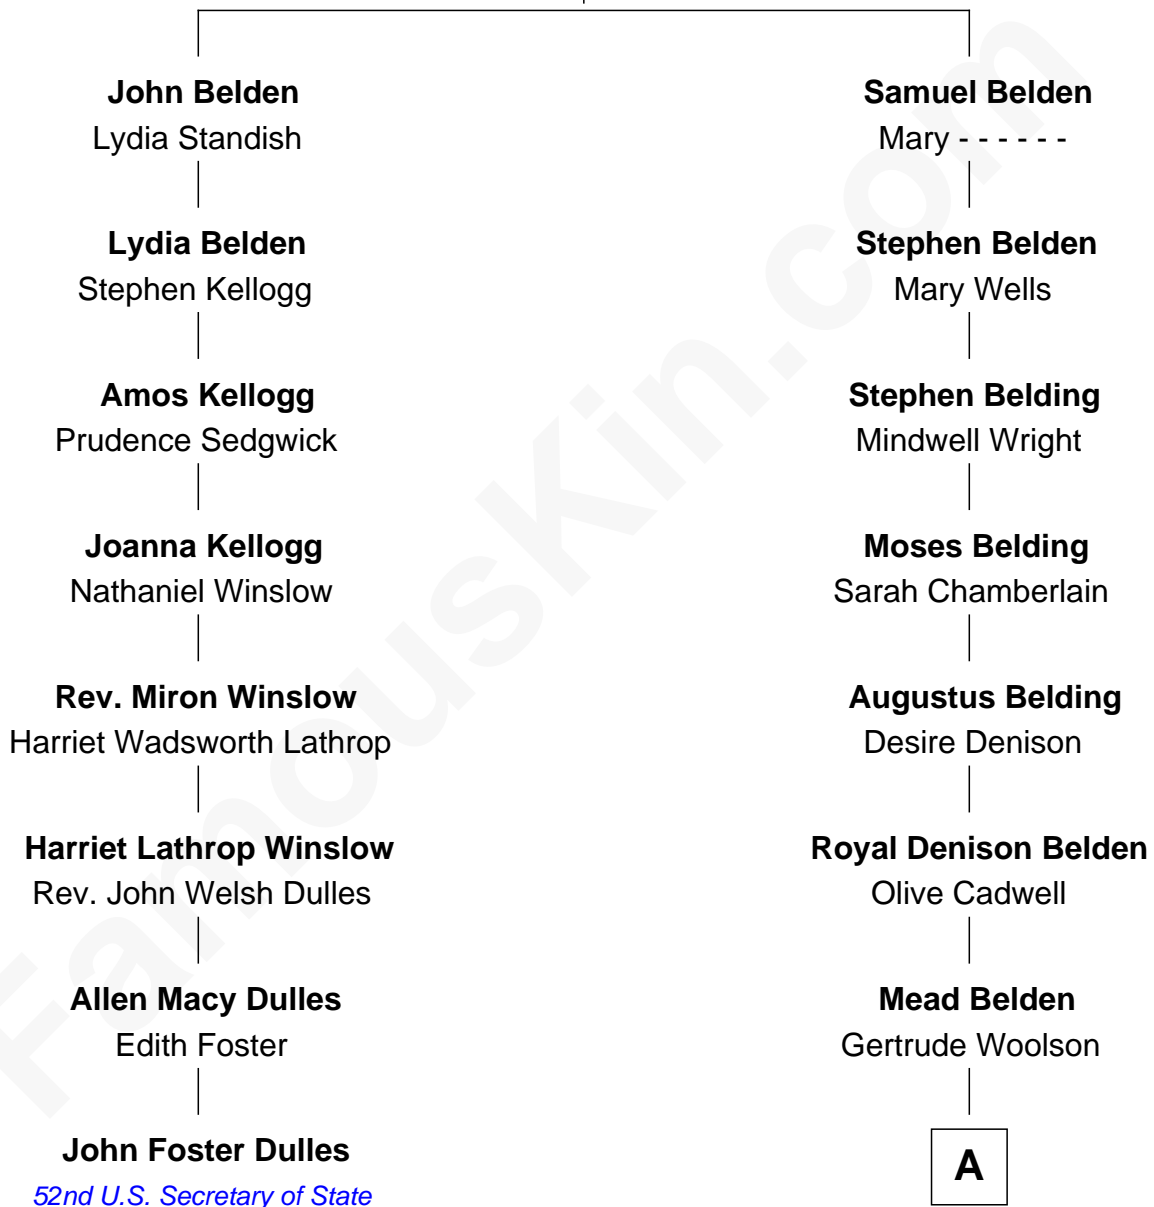 John Belden
Lydia Standish
Lydia Belden
Stephen Kellogg
Amos Kellogg
Prudence Sedgwick
Joanna Kellogg
Nathaniel Winslow
Rev. Miron Winslow
Harriet Wadsworth Lathrop
Harriet Lathrop Winslow
Rev. John Welsh Dulles
Allen Macy Dulles
Edith Foster
John Foster Dulles
52nd U.S. Secretary of State
Samuel Belden
Mary - - - - - -
Stephen Belden
Mary Wells
Stephen Belding
Mindwell Wright
Moses Belding
Sarah Chamberlain
Augustus Belding
Desire Denison
Royal Denison Belden
Olive Cadwell
Mead Belden
Gertrude Woolson
A
FamousKin.com